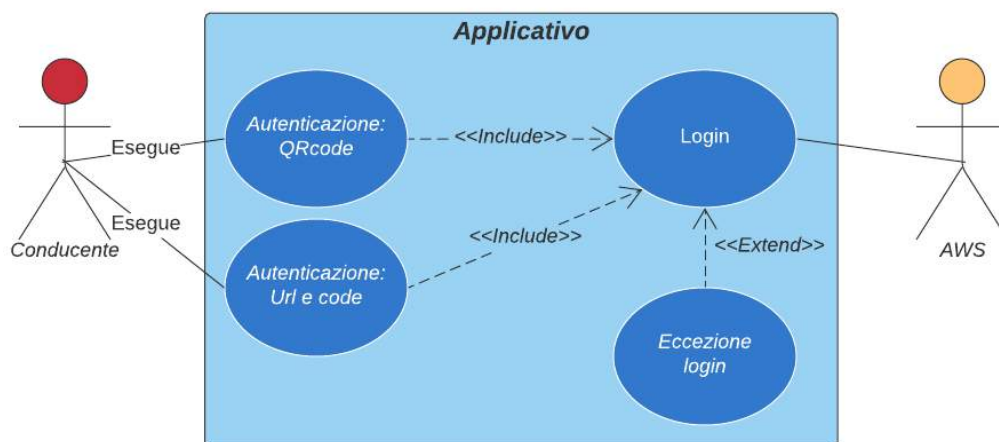 Applicativo
Autenticazione:
QRcode
<<Include>>
Login
Esegue
Esegue
Conducente
<<Include>>
<<Extend>>
AWS
Autenticazione:
Url e code
Eccezione
login